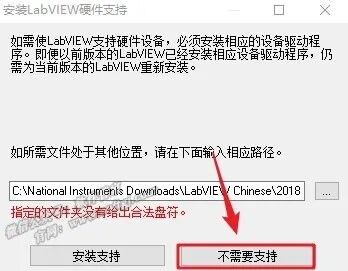 安装LabVIEW硬件支持
如需使LabVIEW支持硬件设备，必须安装相应的设备驱动程
序。即便以前版本的LabVIEW已经安装相应设备驱动程序，仍
需为当前版本的LabVIEW重新安装。
如所需文件处于其他位置，请在下面输入相应路径。
C:\National Instruments Downloads\LabVIEW Chinese\2018
...
指定的文件夹没有给出合法盘符。
安装支持
不需要支持